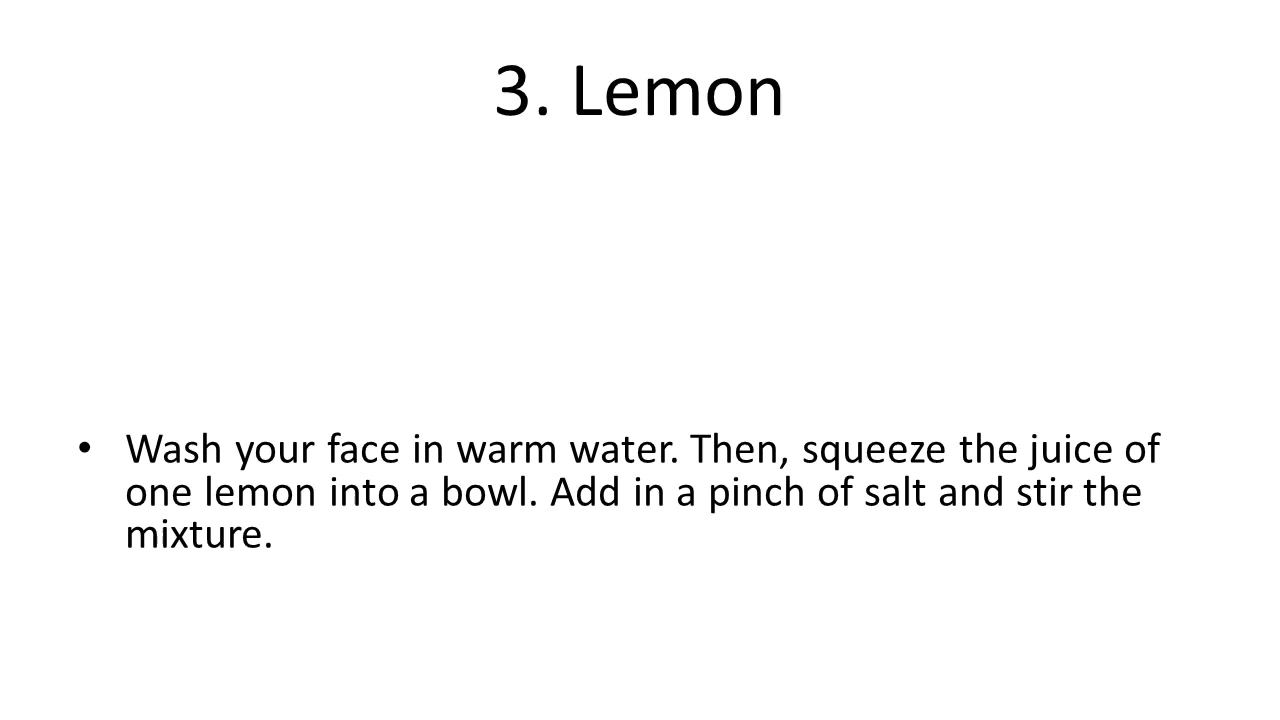 3. Lemon
• Wash your face in warm water. Then, squeeze the juice of
one lemon into a bowl. Add in a pinch of salt and stir the
mixture.